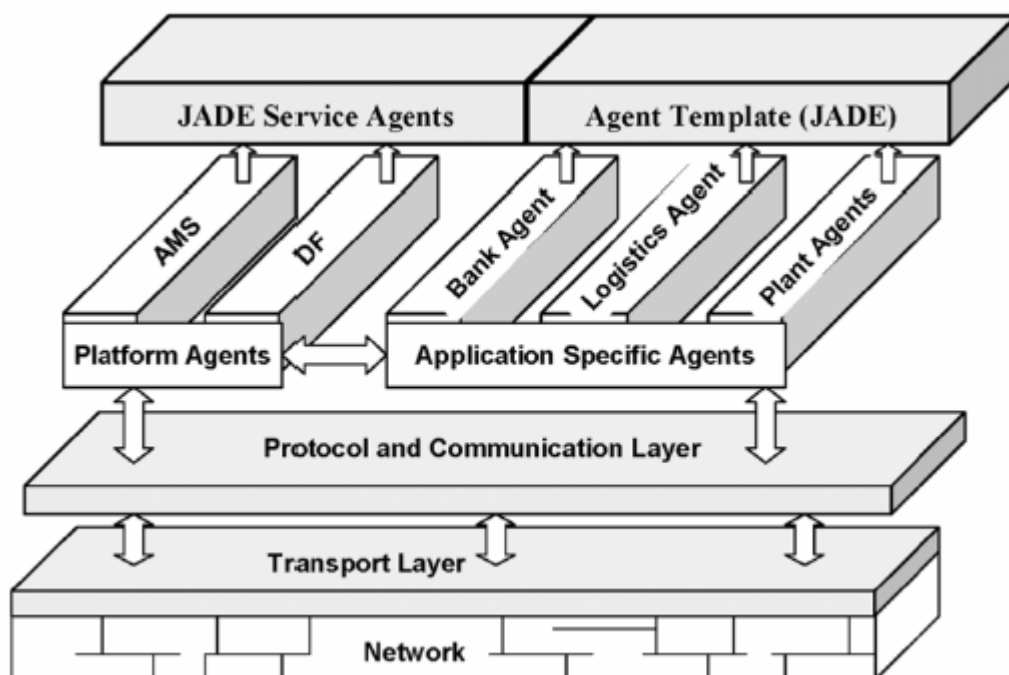 JADE Service Agents
Agent Template (JADE)
AMS
DF
Bank Agent
Logistics Agent
Plant Agents
Platform Agents
Application Specific Agents
Protocol and Communication Layer
Transport Layer
Network